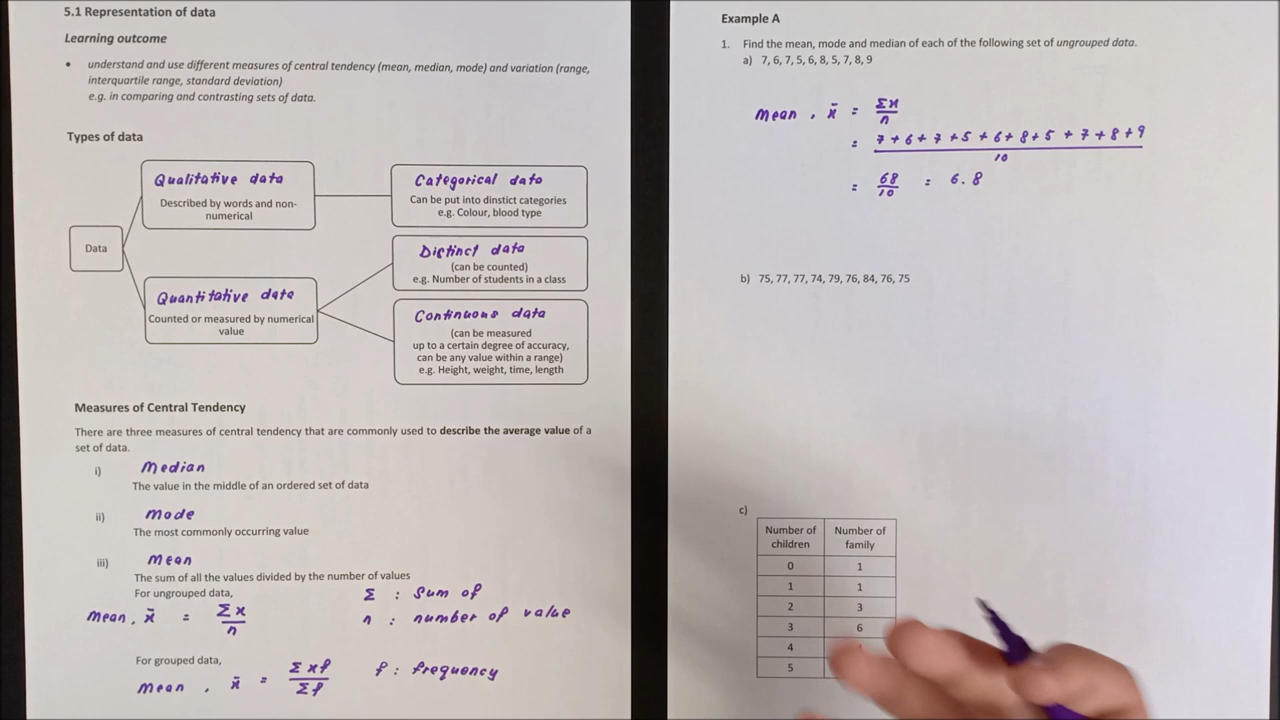 5.1 Representation of data
Learning outcome
• understand and use different measures of central tendency (mean, median, mode) and variation (range,
interquartile range, standard deviation)
e.g. in comparing and contrasting sets of data.
Types of data
Data
Qualitative data
Described by words and non-
numerical
Quantitative data
Counted or measured by numerical
value
Categorical data
Can be put into dinstict categories
e.g. Colour, blood type
Distinct data
(can be counted)
e.g. Number of students in a class
Continuous data
(can be measured
up to a certain degree of accuracy,
can be any value within a range)
e.g. Height, weight, time, length
Measures of Central Tendency
There are three measures of central tendency that are commonly used to describe the average value of a
set of data.
i) Median
The value in the middle of an ordered set of data
ii) Mode
The most commonly occurring value
iii) Mean
The sum of all the values divided by the number of values
For ungrouped data,
Mean, x̄ = Σx/n
Σ : Sum of
n : number of value
For grouped data,
Mean, x̄ = Σxf/Σf
f : frequency
Example A
1. Find the mean, mode and median of each of the following set of ungrouped data.
a) 7, 6, 7, 5, 6, 8, 5, 7, 8, 9
Mean, x̄ = Σx/n
= 7+6+7+5+6+8+5+7+8+9/10
= 68/10 = 6.8
b) 75, 77, 77, 74, 79, 76, 84, 76, 75
c)
Number of children Number of family
0 1
1 1
2 3
3 6
4
5